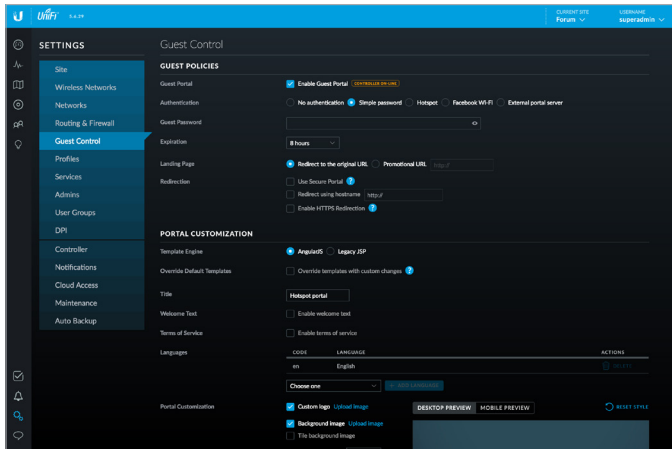 UniFi 5.6.29
CURRENT SITE
Forum
USERNAME
superadmin
SETTINGS
Site
Wireless Networks
Networks
Routing & Firewall
Guest Control
Profiles
Services
Admins
User Groups
DPI
Controller
Notifications
Cloud Access
Maintenance
Auto Backup
Guest Control
GUEST POLICIES
Guest Portal Enable Guest Portal CONTROLLER ON-LINE
Authentication No authentication Simple password Hotspot Facebook Wi-Fi External portal server
Guest Password
Expiration 8 hours
Landing Page Redirect to the original URL Promotional URL http://
Redirection Use Secure Portal ?
Redirect using hostname http://
Enable HTTPS Redirection ?
PORTAL CUSTOMIZATION
Template Engine AngularJS Legacy JSP
Override Default Templates Override templates with custom changes ?
Title Hotspot portal
Welcome Text Enable welcome text
Terms of Service Enable terms of service
Languages CODE LANGUAGE ACTIONS
en English DELETE
Choose one + ADD LANGUAGE
Portal Customization Custom logo Upload image DESKTOP PREVIEW MOBILE PREVIEW RESET STYLE
Background image Upload image
Tile background image